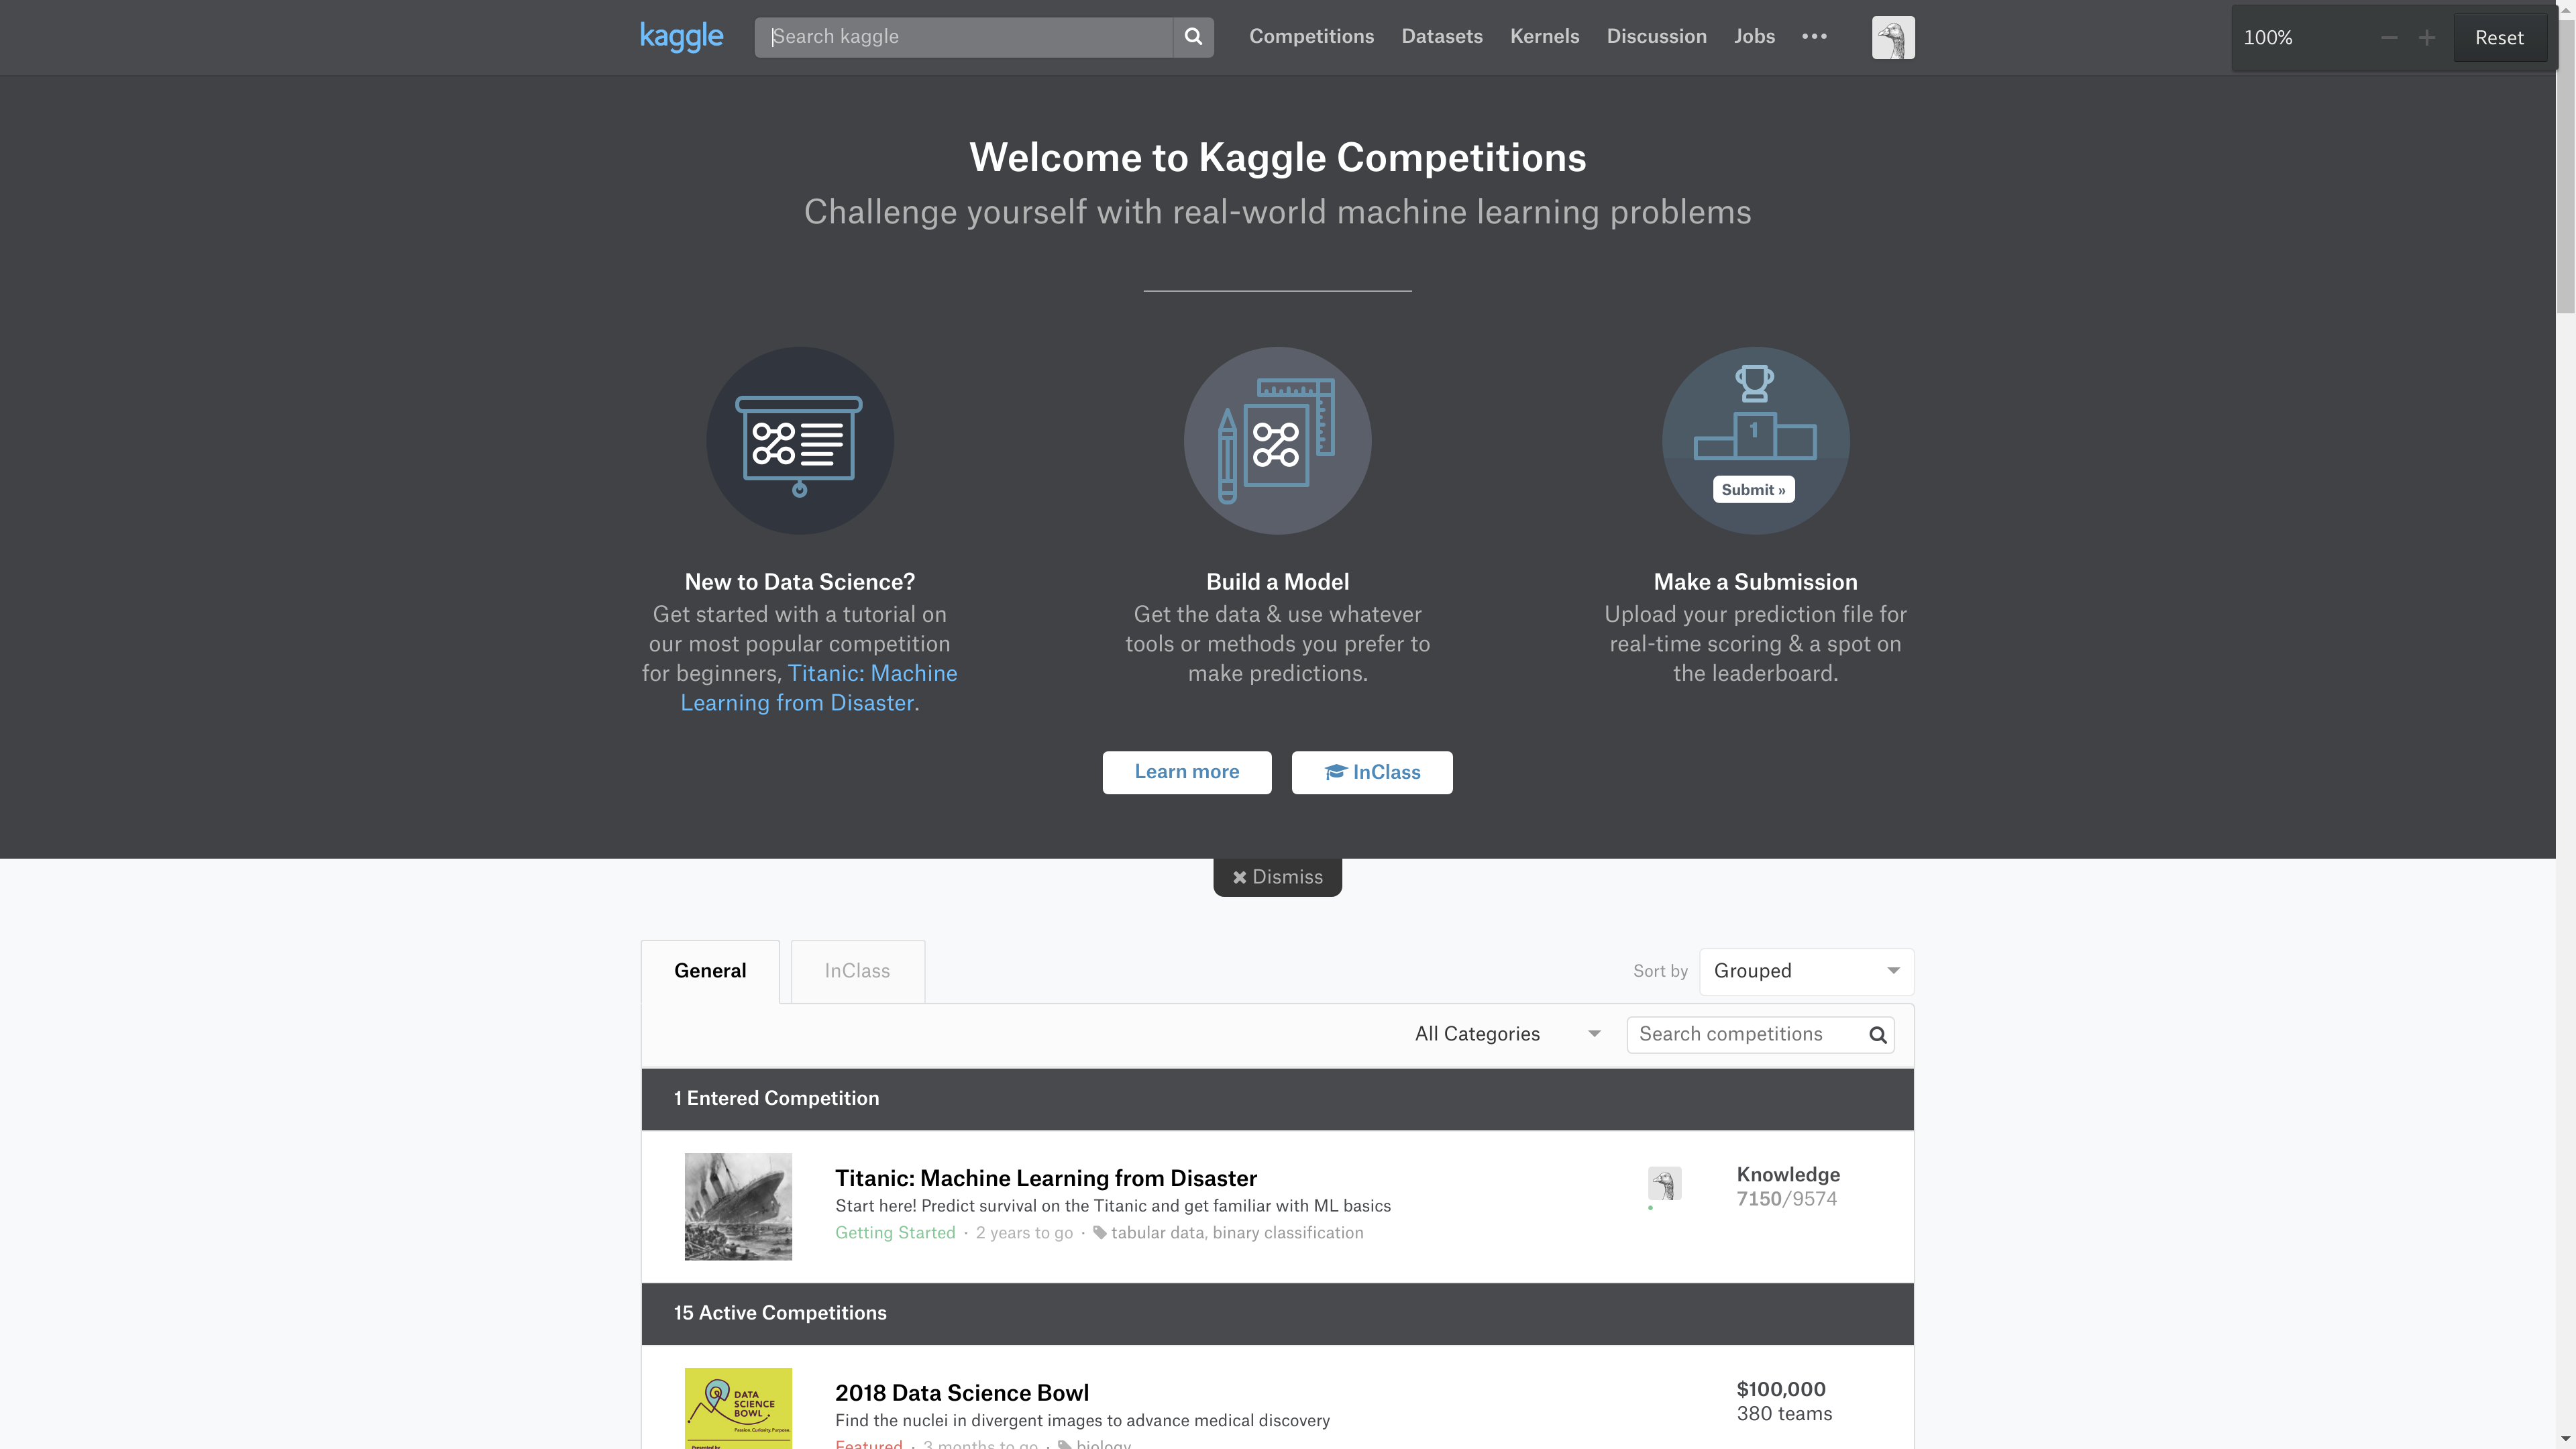 kaggle
Search kaggle
Competitions Datasets Kernels Discussion Jobs
100% Reset
Welcome to Kaggle Competitions
Challenge yourself with real-world machine learning problems
1
Submit »
New to Data Science?
Get started with a tutorial on
our most popular competition
for beginners, Titanic: Machine
Learning from Disaster.
Build a Model
Get the data & use whatever
tools or methods you prefer to
make predictions.
Make a Submission
Upload your prediction file for
real-time scoring & a spot on
the leaderboard.
Learn more
InClass
Dismiss
General
InClass
Sort by Grouped
All Categories
Search competitions
1 Entered Competition
Titanic: Machine Learning from Disaster
Start here! Predict survival on the Titanic and get familiar with ML basics
Getting Started · 2 years to go · tabular data, binary classification
Knowledge
7150/9574
15 Active Competitions
DATA
SCIENCE
BOWL
Passion. Curiosity. Purpose.
Presented by
2018 Data Science Bowl
Find the nuclei in divergent images to advance medical discovery
Featured · 3 months to go · biology
$100,000
380 teams